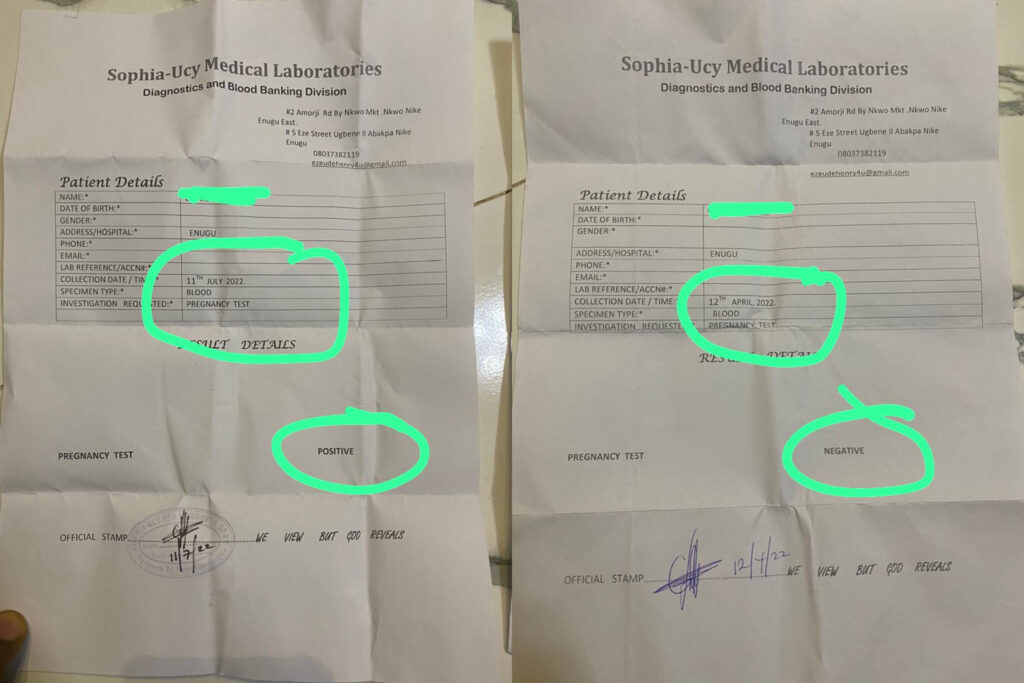 Sophia-Ucy Medical Laboratories
Diagnostics and Blood Banking Division
#2 Amorji Rd By Nkwo Mkt .Nkwo Nike
Enugu East.
# 5 Eze Street Ugbene II Abakpa Nike
Enugu
08037382119
ezeudehenry4u@gmail.com
Patient Details
NAME:*
DATE OF BIRTH:*
GENDER:*
ADDRESS/HOSPITAL:* ENUGU
PHONE:*
EMAIL:*
LAB REFERENCE/ACCN#:*
COLLECTION DATE / TIME:* 11TH JULY 2022.
SPECIMEN TYPE:* BLOOD
INVESTIGATION REQUESTED:* PREGNANCY TEST
RESULT DETAILS
PREGNANCY TEST POSITIVE
OFFICIAL STAMP.......... WE VIEW BUT GOD REVEALS
11/7/22
Sophia-Ucy Medical Laboratories
Diagnostics and Blood Banking Division
#2 Amorji Rd By Nkwo Mkt .Nkwo Nike
Enugu East.
# 5 Eze Street Ugbene II Abakpa Nike
Enugu
08037382119
ezeudehenry4u@gmail.com
Patient Details
NAME:*
DATE OF BIRTH:*
GENDER:*
ADDRESS/HOSPITAL:* ENUGU
PHONE:*
EMAIL:*
LAB REFERENCE/ACCN#:*
COLLECTION DATE / TIME:* 12TH APRIL, 2022.
SPECIMEN TYPE:* BLOOD
INVESTIGATION REQUESTED PREGNANCY TEST
RESULT DETAILS
PREGNANCY TEST NEGATIVE
OFFICIAL STAMP.......... WE VIEW BUT GOD REVEALS
12/4/22